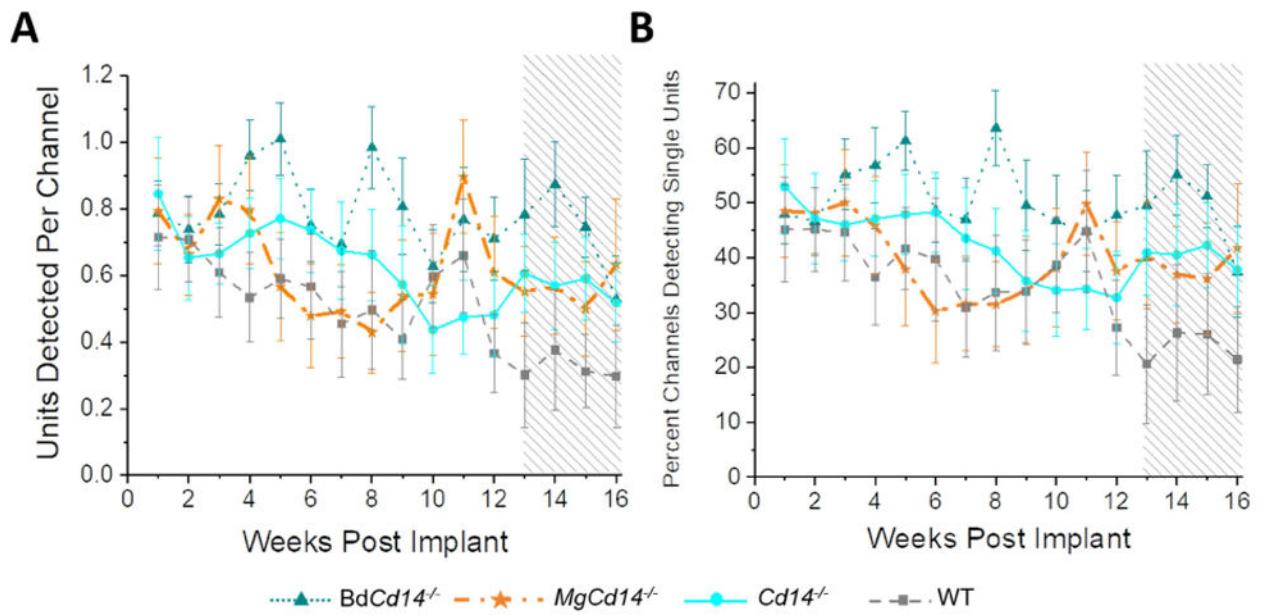 A
B
Units Detected Per Channel
1.2
1.0
0.8
0.6
0.4
0.2
0.0
0 2 4 6 8 10 12 14 16
Weeks Post Implant
Percent Channels Detecting Single Units
70
60
50
40
30
20
10
0
0 2 4 6 8 10 12 14 16
Weeks Post Implant
BdCd14-/- MgCd14-/- Cd14-/- WT